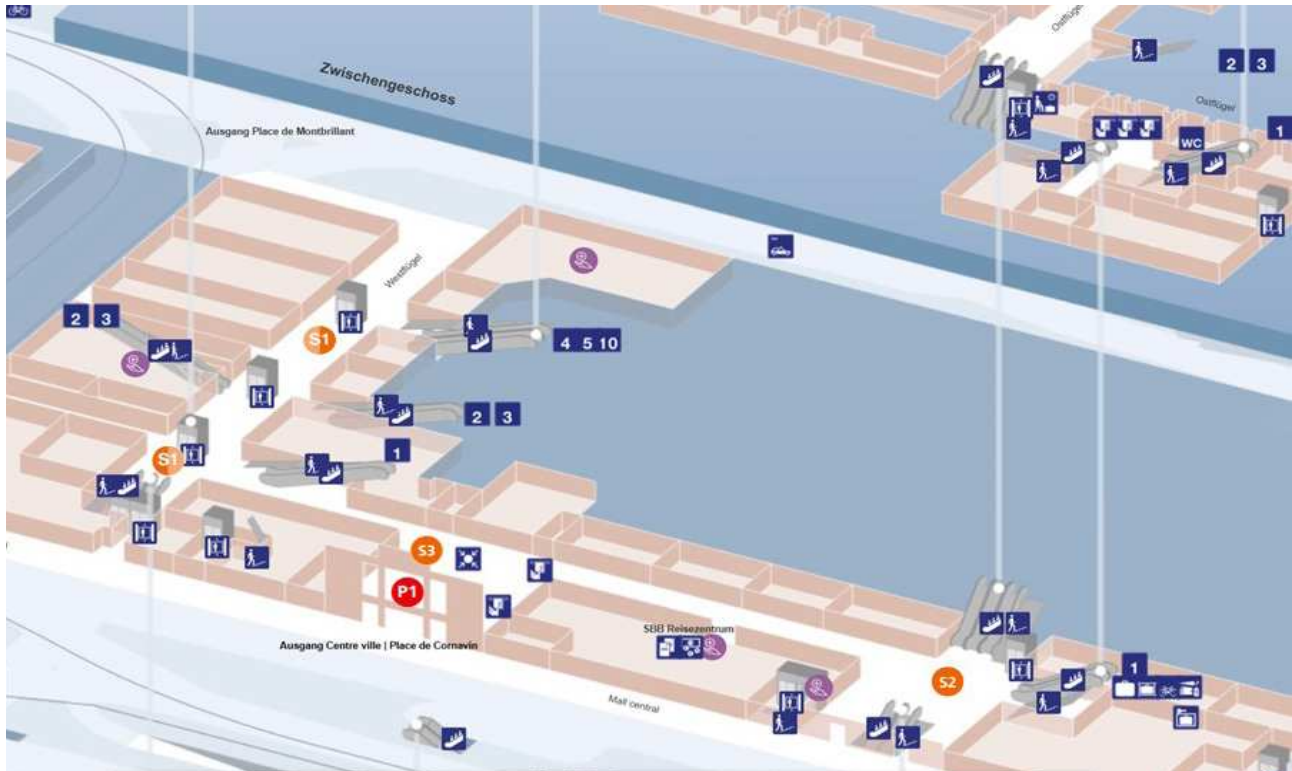 Ostflügel
2 3
Zwischengeschoss
Ostflügel
1
Ausgang Place de Montbrillant
WC
Westflügel
2 3
S1
4 5 10
2 3
1
S1
S3
P1
SBB Reisezentrum
Ausgang Centre ville | Place de Cornavin
1
S2
Mall central